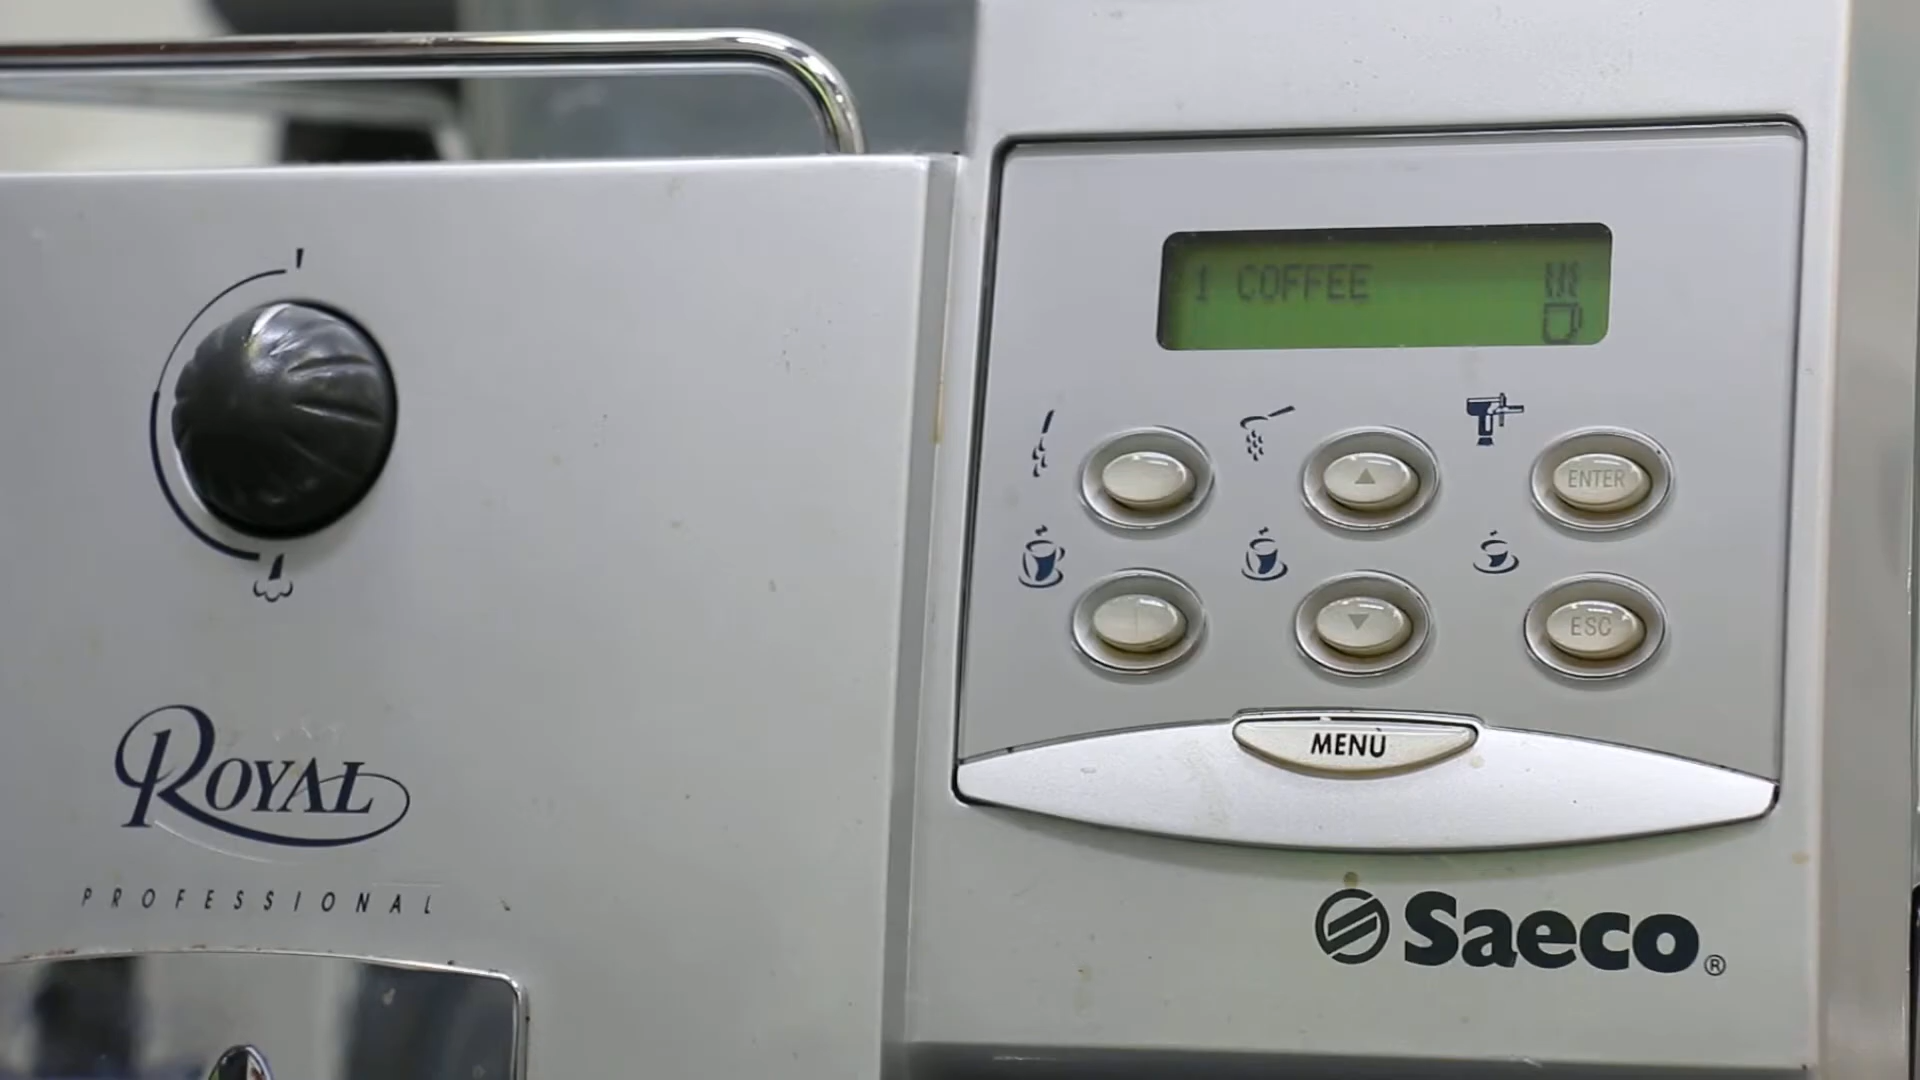 1 COFFEE
ENTER
ESC
MENÙ
ROYAL
PROFESSIONAL
Saeco®